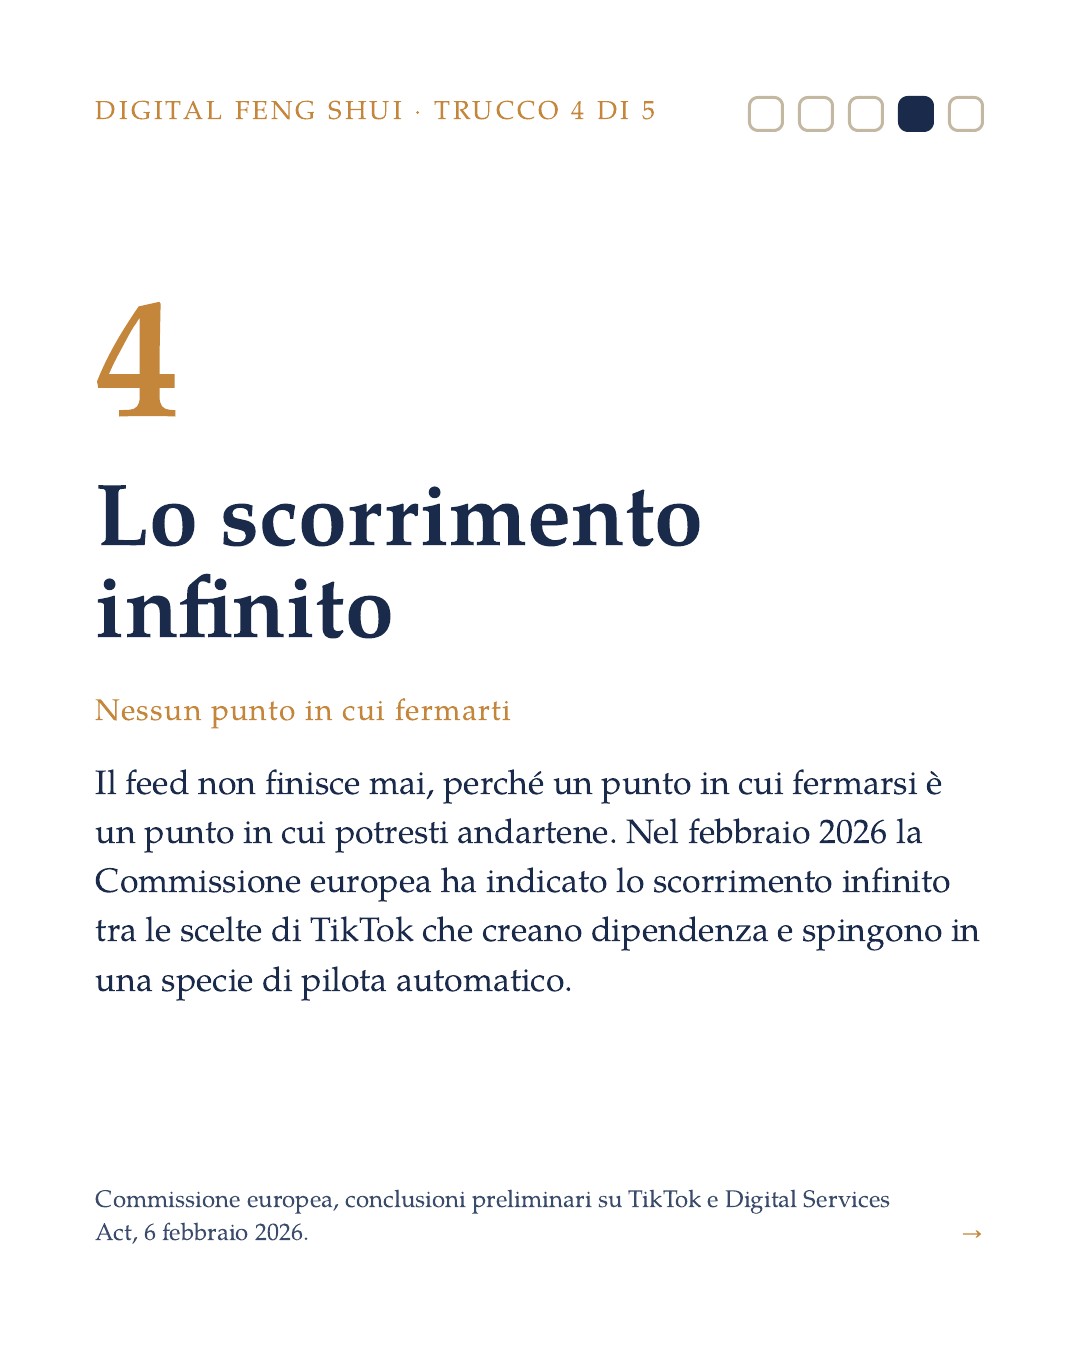 DIGITAL FENG SHUI · TRUCCO 4 DI 5
4
Lo scorrimento
infinito
Nessun punto in cui fermarti
Il feed non finisce mai, perché un punto in cui fermarsi è
un punto in cui potresti andartene. Nel febbraio 2026 la
Commissione europea ha indicato lo scorrimento infinito
tra le scelte di TikTok che creano dipendenza e spingono in
una specie di pilota automatico.
Commissione europea, conclusioni preliminari su TikTok e Digital Services
Act, 6 febbraio 2026.
→